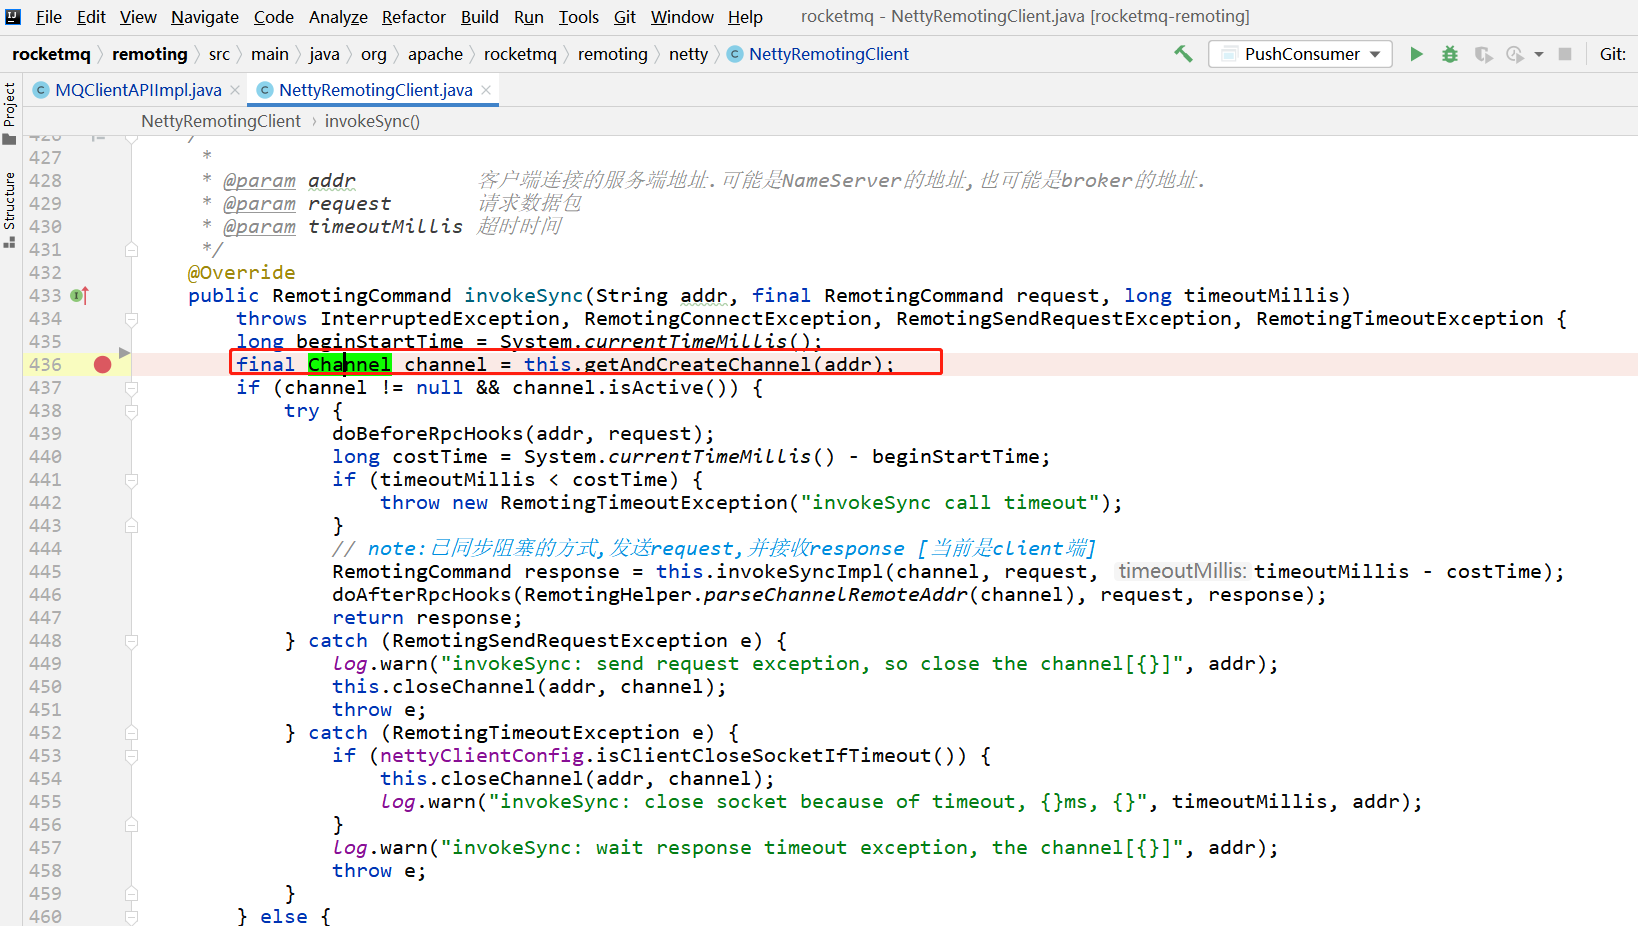 File Edit View Navigate Code Analyze Refactor Build Run Tools Git Window Help rocketmq - NettyRemotingClient.java [rocketmq-remoting]
rocketmq remoting src main java org apache rocketmq remoting netty NettyRemotingClient PushConsumer Git:
MQClientAPIImpl.java NettyRemotingClient.java
Project
Structure
NettyRemotingClient › invokeSync()
427 *
428 * @param addr 客户端连接的服务端地址.可能是NameServer的地址,也可能是broker的地址.
429 * @param request 请求数据包
430 * @param timeoutMillis 超时时间
431 */
432 @Override
433 public RemotingCommand invokeSync(String addr, final RemotingCommand request, long timeoutMillis)
434 throws InterruptedException, RemotingConnectException, RemotingSendRequestException, RemotingTimeoutException {
435 long beginStartTime = System.currentTimeMillis();
436 final Channel channel = this.getAndCreateChannel(addr);
437 if (channel != null && channel.isActive()) {
438 try {
439 doBeforeRpcHooks(addr, request);
440 long costTime = System.currentTimeMillis() - beginStartTime;
441 if (timeoutMillis < costTime) {
442 throw new RemotingTimeoutException("invokeSync call timeout");
443 }
444 // note:已同步阻塞的方式,发送request,并接收response [当前是client端]
445 RemotingCommand response = this.invokeSyncImpl(channel, request, timeoutMillis: timeoutMillis - costTime);
446 doAfterRpcHooks(RemotingHelper.parseChannelRemoteAddr(channel), request, response);
447 return response;
448 } catch (RemotingSendRequestException e) {
449 log.warn("invokeSync: send request exception, so close the channel[{}]", addr);
450 this.closeChannel(addr, channel);
451 throw e;
452 } catch (RemotingTimeoutException e) {
453 if (nettyClientConfig.isClientCloseSocketIfTimeout()) {
454 this.closeChannel(addr, channel);
455 log.warn("invokeSync: close socket because of timeout, {}ms, {}", timeoutMillis, addr);
456 }
457 log.warn("invokeSync: wait response timeout exception, the channel[{}]", addr);
458 throw e;
459 }
460 } else {